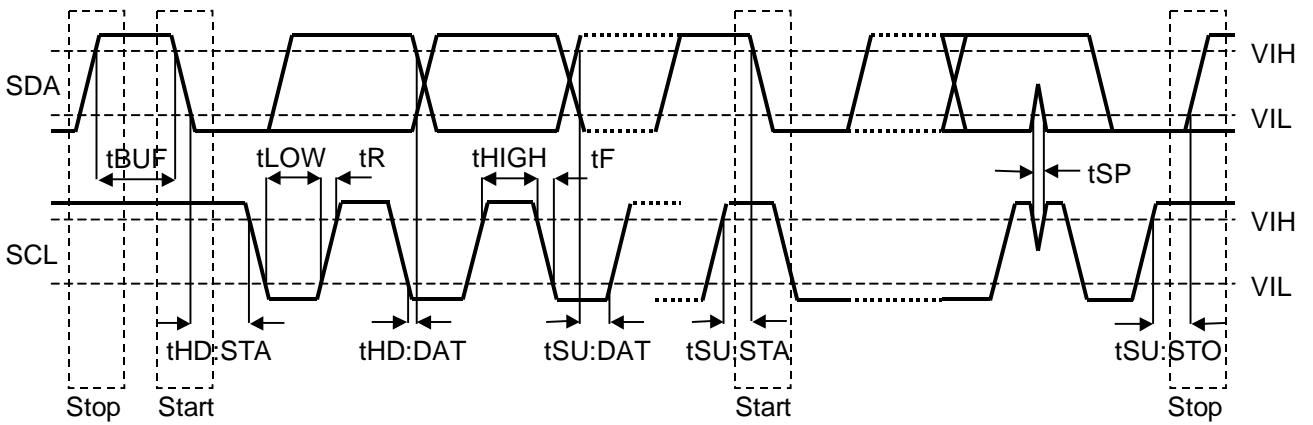 VIH
SDA
VIL
tBUF
tLOW
tR
tHIGH
tF
tSP
VIH
SCL
VIL
tHD:STA
tHD:DAT
tSU:DAT
tSU:STA
tSU:STO
Stop
Start
Start
Stop